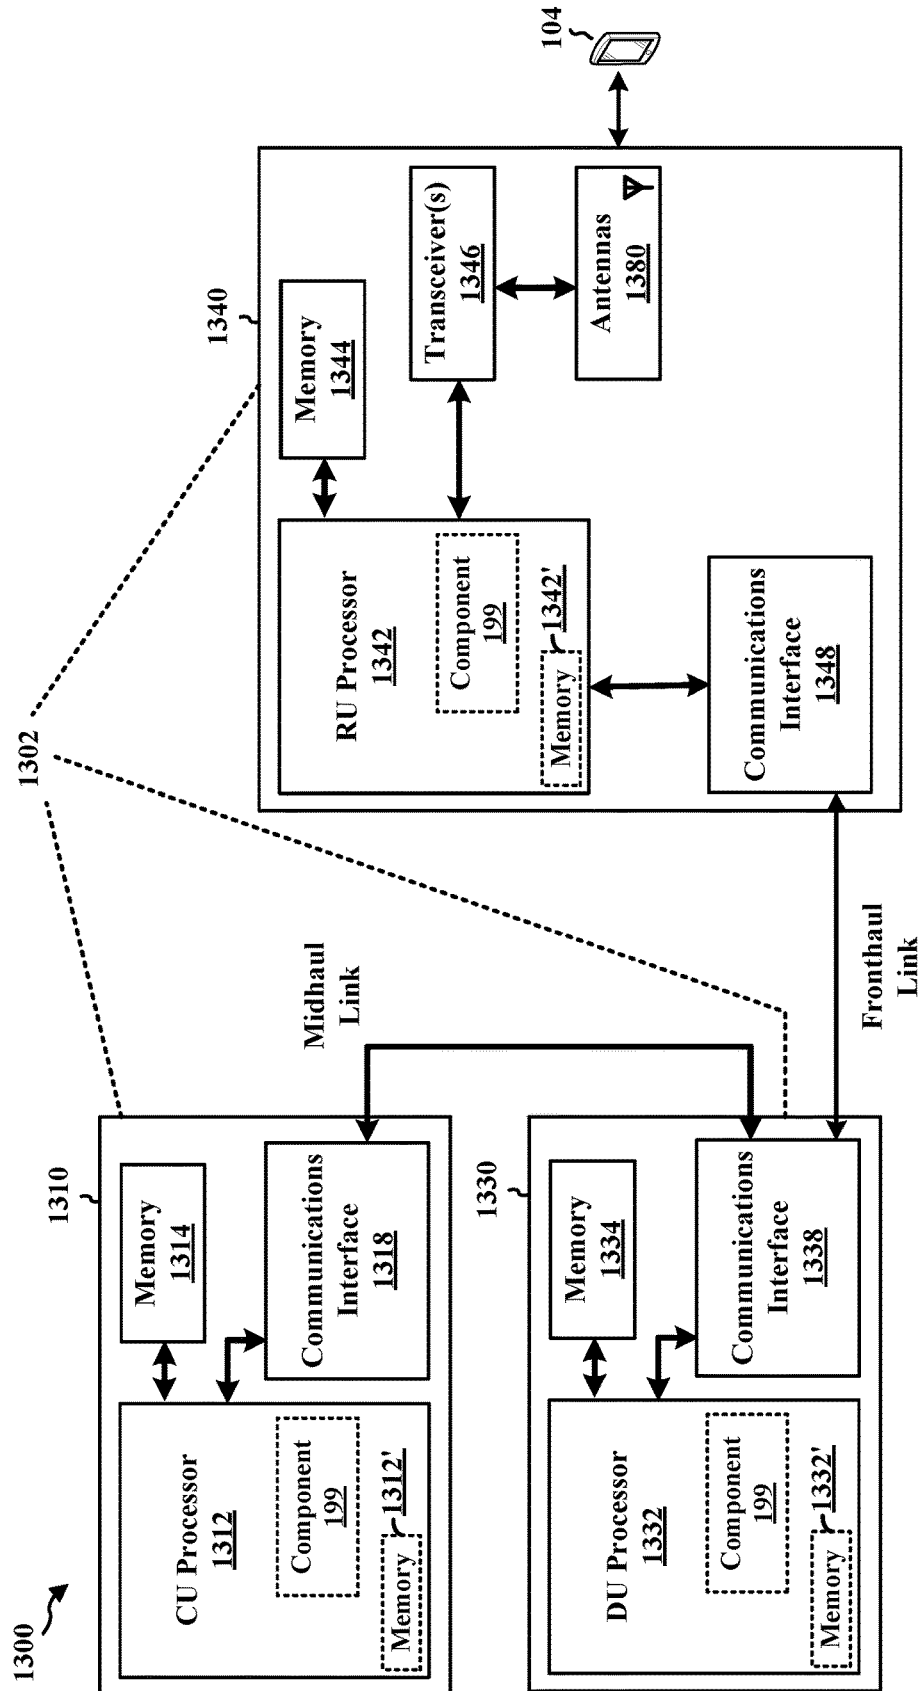 1300
1302
1310
CU Processor
1312
Component
199
Memory
1312'
Memory
1314
Communications
Interface
1318
Midhaul
Link
1330
DU Processor
1332
Component
199
Memory
1332'
Memory
1334
Communications
Interface
1338
Fronthaul
Link
1340
RU Processor
1342
Component
199
Memory
1342'
Memory
1344
Transceiver(s)
1346
Antennas
1380
Communications
Interface
1348
104